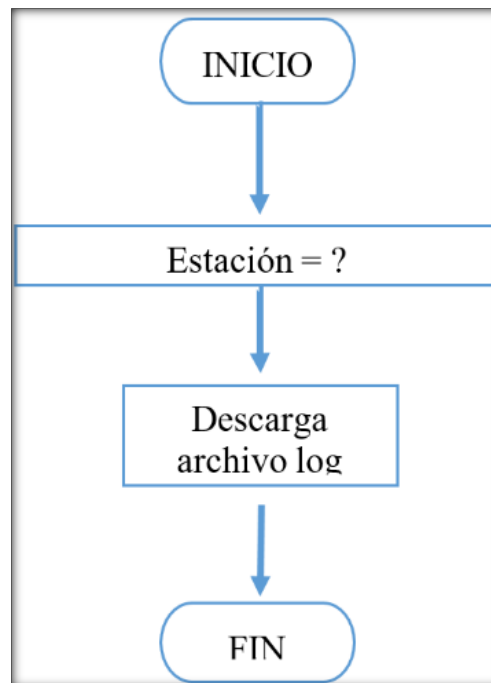 INICIO
Estación = ?
Descarga
archivo log
FIN